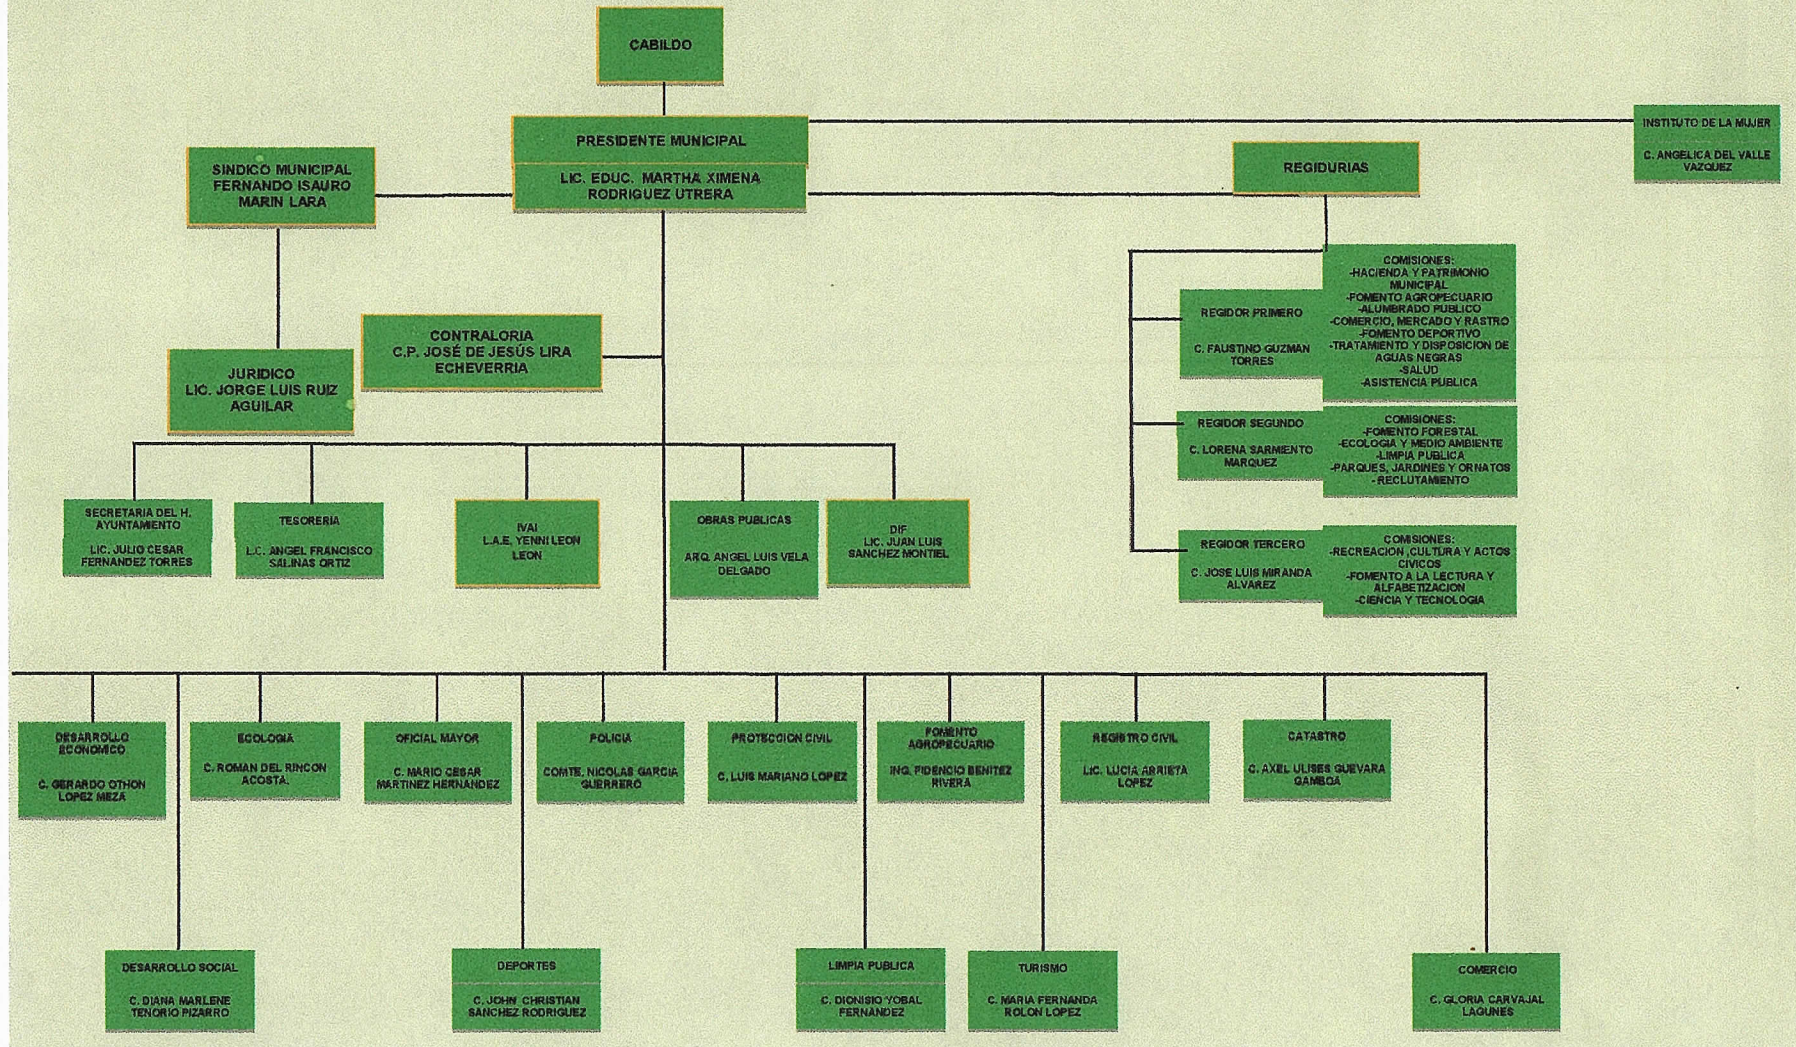 CABILDO
PRESIDENTE MUNICIPAL
LIC. EDUC. MARTHA XIMENA
RODRIGUEZ UTRERA
INSTITUTO DE LA MUJER
C. ANGELICA DEL VALLE
VAZQUEZ
SINDICO MUNICIPAL
FERNANDO ISAURO
MARIN LARA
REGIDURIAS
JURIDICO
LIC. JORGE LUIS RUIZ
AGUILAR
CONTRALORIA
C.P. JOSÉ DE JESÚS LIRA
ECHEVERRIA
REGIDOR PRIMERO
C. FAUSTINO GUZMAN
TORRES
COMISIONES:
-HACIENDA Y PATRIMONIO
MUNICIPAL
-FOMENTO AGROPECUARIO
-ALUMBRADO PUBLICO
-COMERCIO, MERCADO Y RASTRO
-FOMENTO DEPORTIVO
-TRATAMIENTO Y DISPOSICION DE
AGUAS NEGRAS
-SALUD
-ASISTENCIA PUBLICA
REGIDOR SEGUNDO
C. LORENA SARMIENTO
MARQUEZ
COMISIONES:
-FOMENTO FORESTAL
-ECOLOGIA Y MEDIO AMBIENTE
-LIMPIA PUBLICA
-PARQUES, JARDINES Y ORNATOS
- RECLUTAMIENTO
REGIDOR TERCERO
C. JOSE LUIS MIRANDA
ALVAREZ
COMISIONES:
-RECREACION ,CULTURA Y ACTOS
CIVICOS
-FOMENTO A LA LECTURA Y
ALFABETIZACION
-CIENCIA Y TECNOLOGIA
SECRETARIA DEL H.
AYUNTAMIENTO
LIC. JULIO CESAR
FERNANDEZ TORRES
TESORERIA
L.C. ANGEL FRANCISCO
SALINAS ORTIZ
IVAI
L.A.E. YENNI LEON
LEON
OBRAS PUBLICAS
ARQ. ANGEL LUIS VELA
DELGADO
DIF
LIC. JUAN LUIS
SANCHEZ MONTIEL
DESARROLLO
ECONOMICO
C. GERARDO OTHON
LOPEZ MEZA
ECOLOGIA
C. ROMAN DEL RINCON
ACOSTA.
OFICIAL MAYOR
C. MARIO CESAR
MARTINEZ HERNANDEZ
POLICIA
COMTE. NICOLAS GARCIA
GUERRERO
PROTECCION CIVIL
C. LUIS MARIANO LOPEZ
FOMENTO
AGROPECUARIO
ING. FIDENCIO BENITEZ
RIVERA
REGISTRO CIVIL
LIC. LUCIA ARRIETA
LOPEZ
CATASTRO
C. AXEL ULISES GUEVARA
GAMBOA
DESARROLLO SOCIAL
C. DIANA MARLENE
TENORIO PIZARRO
DEPORTES
C. JOHN CHRISTIAN
SANCHEZ RODRIGUEZ
LIMPIA PUBLICA
C. DIONISIO YOBAL
FERNANDEZ
TURISMO
C. MARIA FERNANDA
ROLON LOPEZ
COMERCIO
C. GLORIA CARVAJAL
LAGUNES